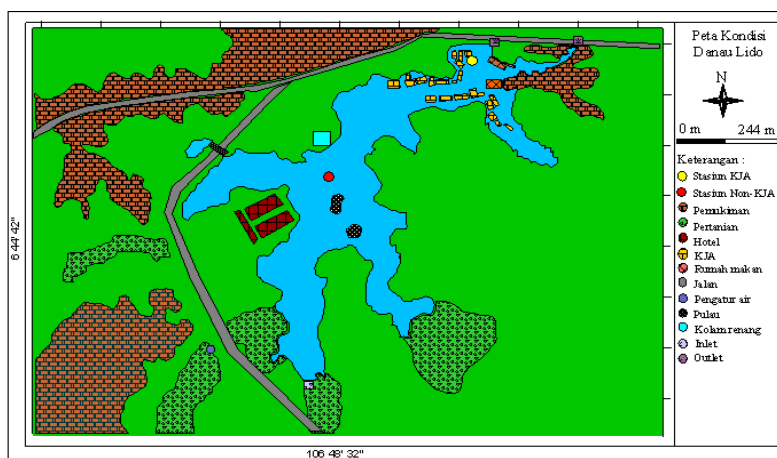 Peta Kondisi
Danau Lido
N
0 m 244 m
Keterangan :
Stasiun KJA
Stasiun Non-KJA
Pemukiman
Pertanian
Hotel
KJA
Rumah makan
Jalan
Pengatur air
Pulau
Kolam renang
Inlet
Outlet
6 44' 42"
106 48' 32"